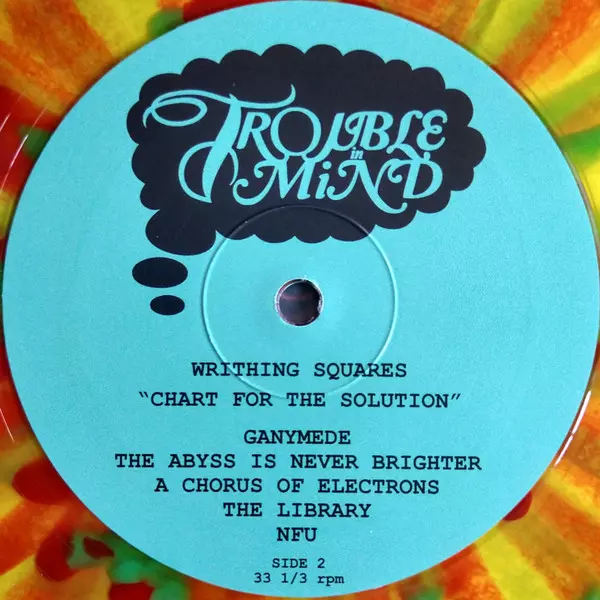 TROUBLE
in
MiND
WRITHING SQUARES
"CHART FOR THE SOLUTION"
GANYMEDE
THE ABYSS IS NEVER BRIGHTER
A CHORUS OF ELECTRONS
THE LIBRARY
NFU
SIDE 2
33 1/3 rpm